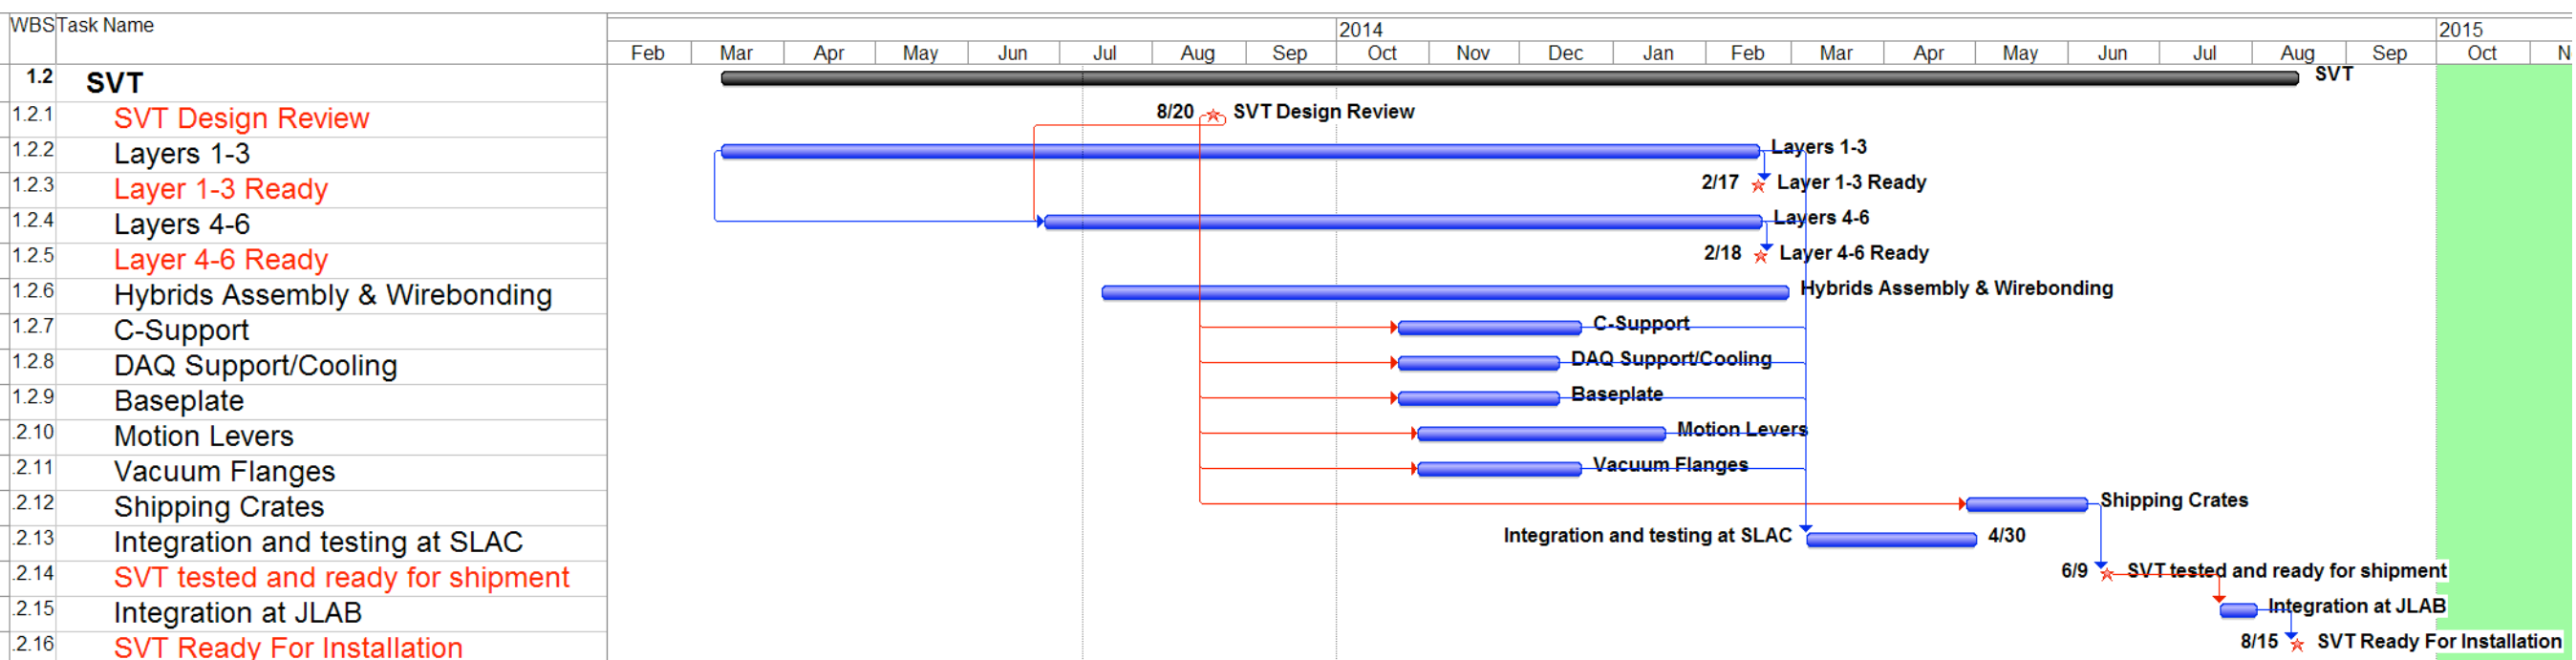 WBS Task Name
2014 2015
Feb Mar Apr May Jun Jul Aug Sep Oct Nov Dec Jan Feb Mar Apr May Jun Jul Aug Sep Oct N
1.2 SVT SVT
1.2.1 SVT Design Review 8/20 SVT Design Review
1.2.2 Layers 1-3 Layers 1-3
1.2.3 Layer 1-3 Ready 2/17 Layer 1-3 Ready
1.2.4 Layers 4-6 Layers 4-6
1.2.5 Layer 4-6 Ready 2/18 Layer 4-6 Ready
1.2.6 Hybrids Assembly & Wirebonding Hybrids Assembly & Wirebonding
1.2.7 C-Support C-Support
1.2.8 DAQ Support/Cooling DAQ Support/Cooling
1.2.9 Baseplate Baseplate
.2.10 Motion Levers Motion Levers
.2.11 Vacuum Flanges Vacuum Flanges
.2.12 Shipping Crates Shipping Crates
.2.13 Integration and testing at SLAC Integration and testing at SLAC 4/30
.2.14 SVT tested and ready for shipment 6/9 SVT tested and ready for shipment
.2.15 Integration at JLAB Integration at JLAB
.2.16 SVT Ready For Installation 8/15 SVT Ready For Installation